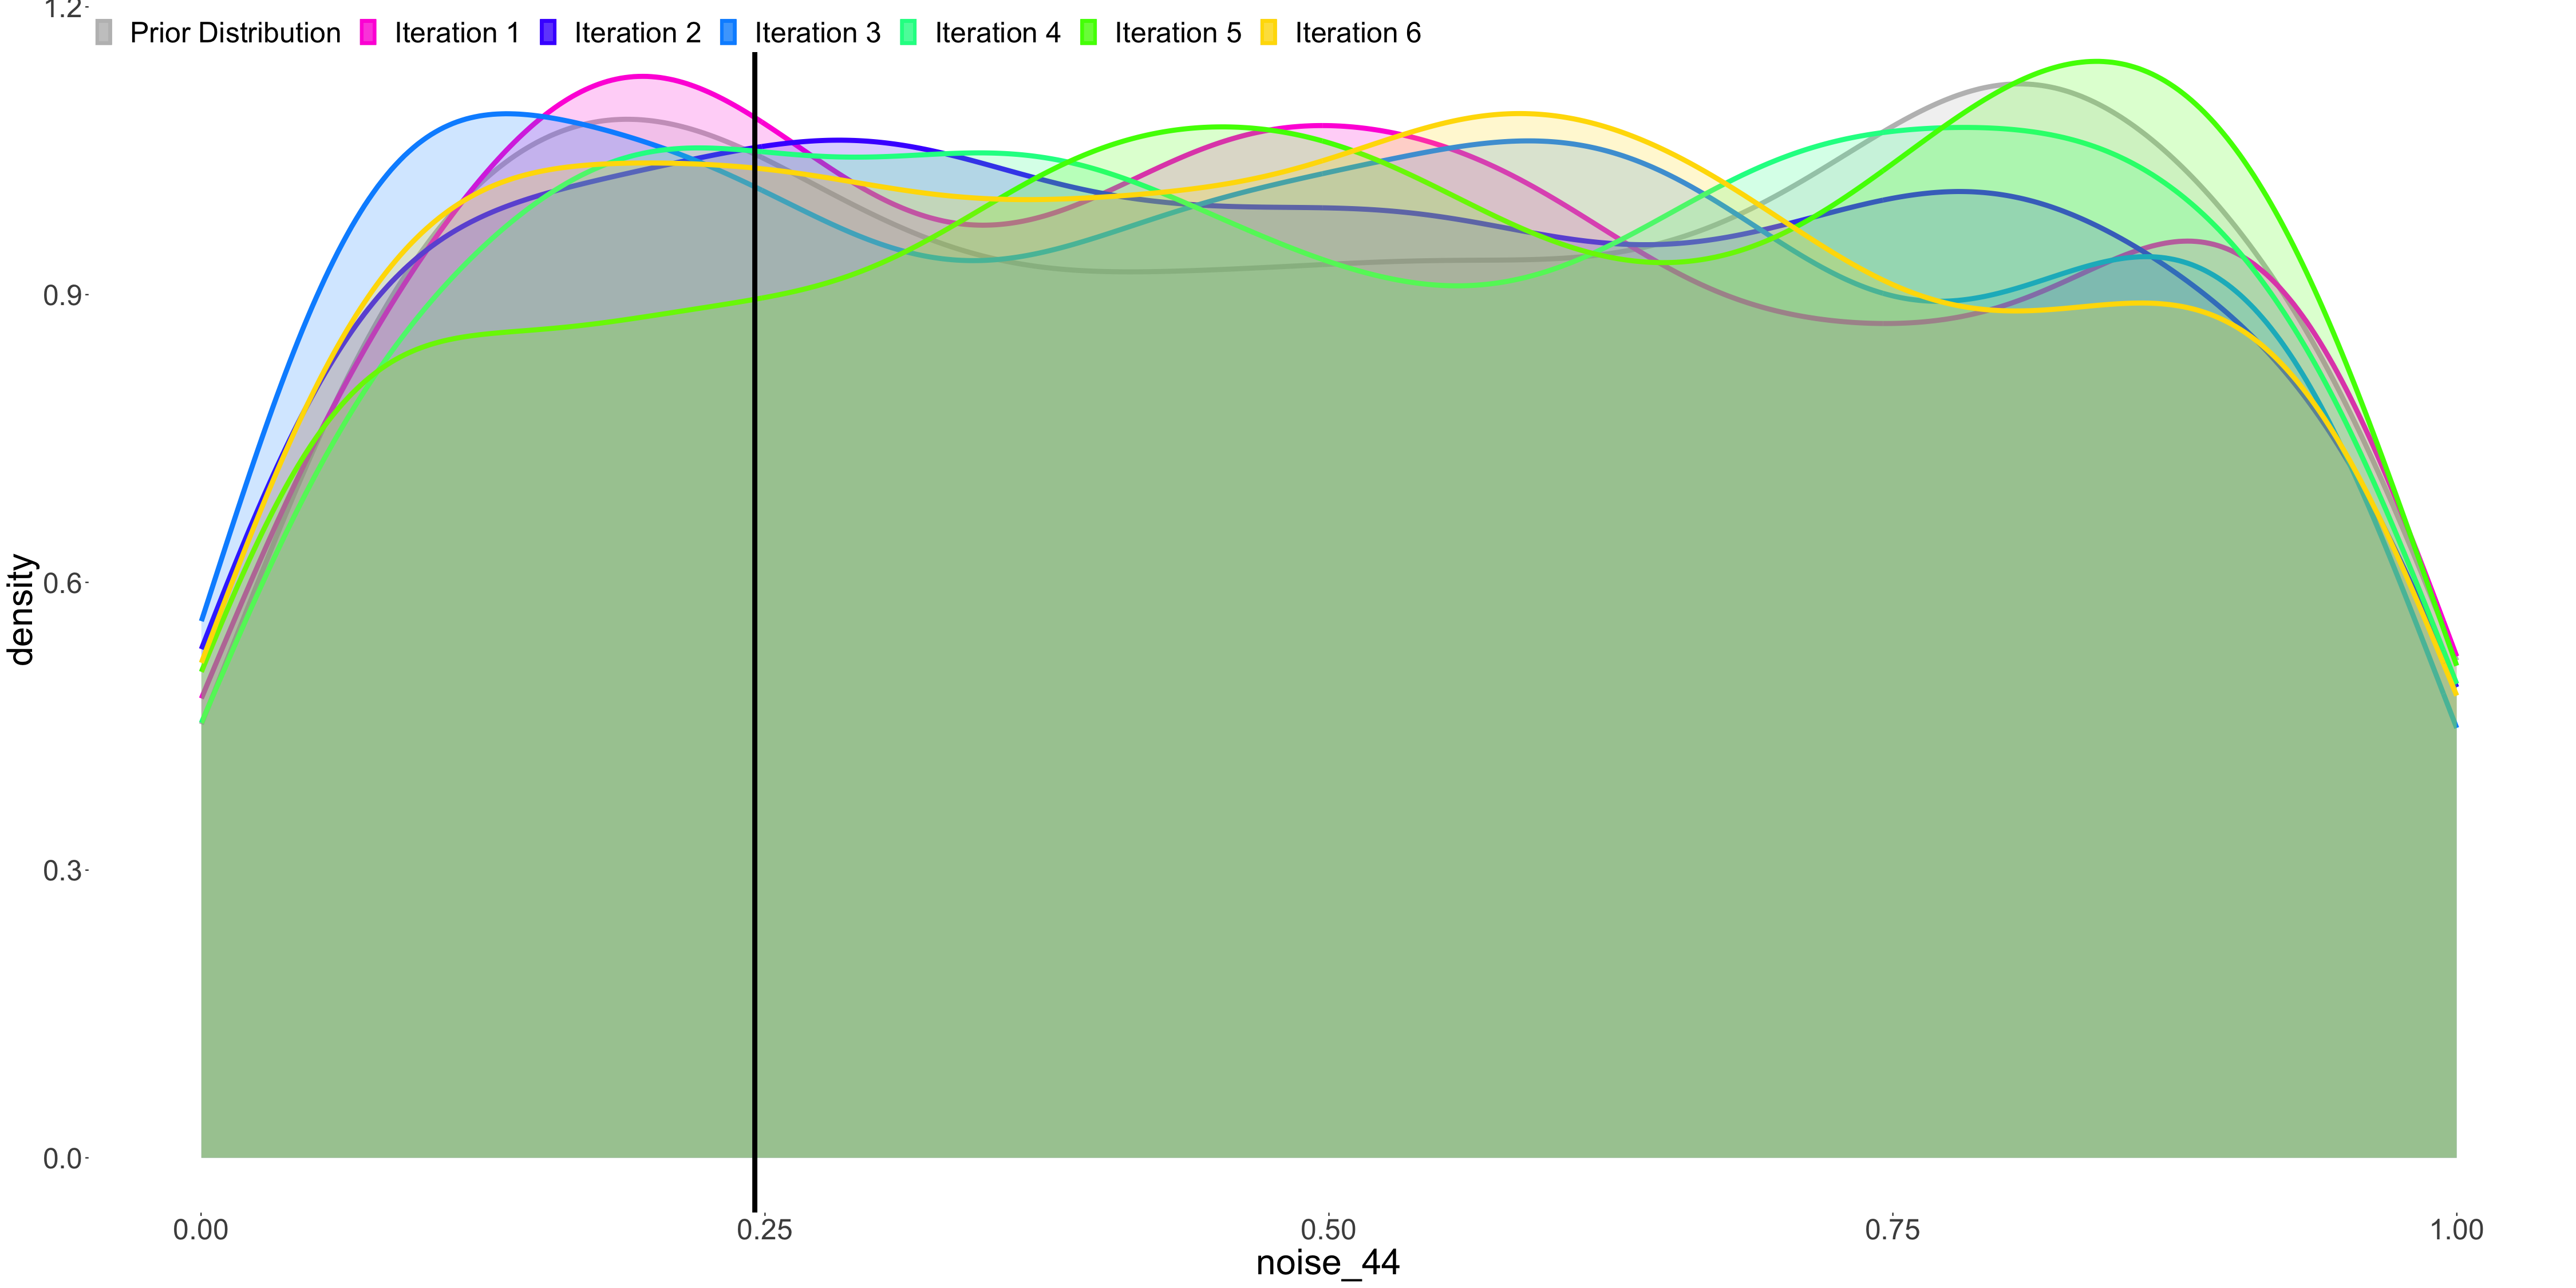 1.2
Prior Distribution Iteration 1 Iteration 2 Iteration 3 Iteration 4 Iteration 5 Iteration 6
0.9
0.6
0.3
0.0
density
0.00 0.25 0.50 0.75 1.00
noise_44